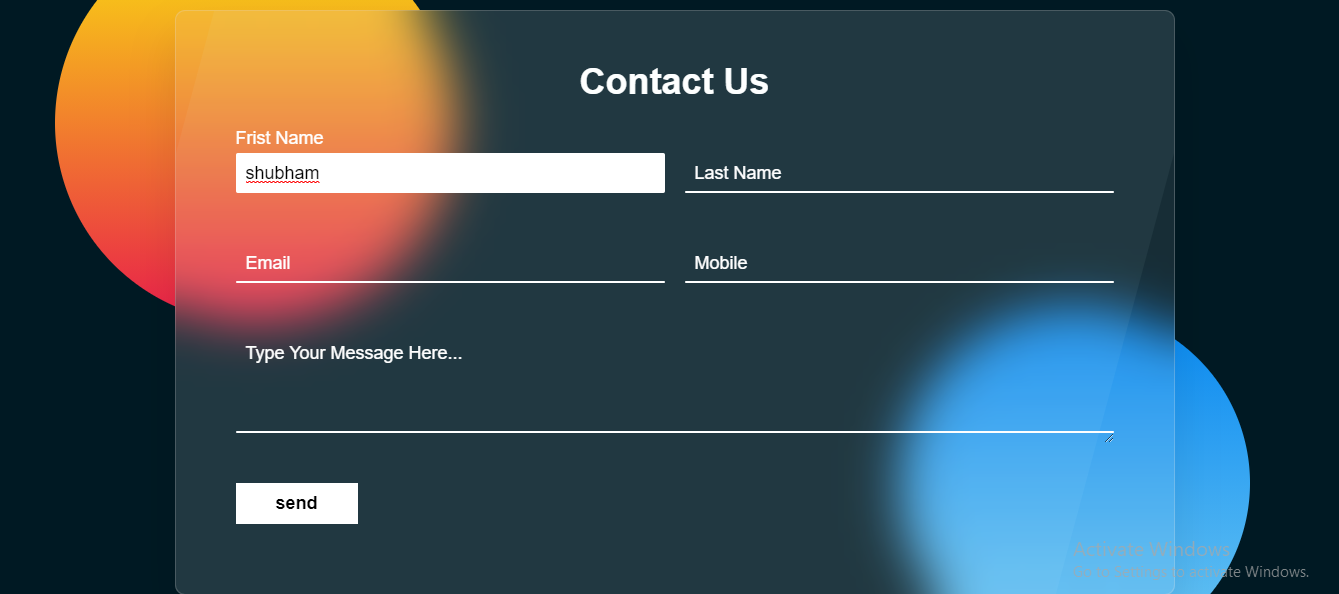 Contact Us
Frist Name
shubham
Last Name
Email
Mobile
Type Your Message Here...
send
Activate Windows
Go to Settings to activate Windows.